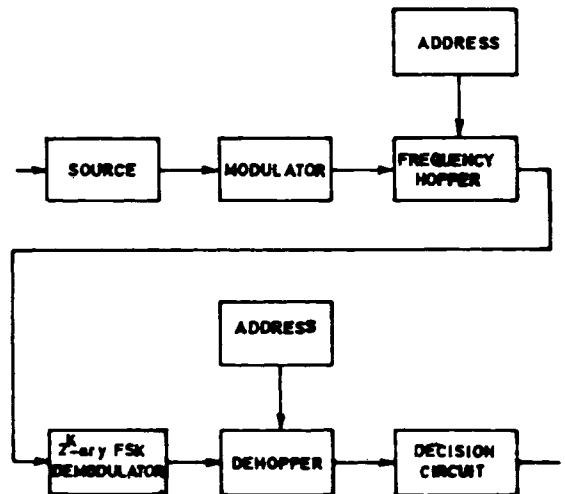 ADDRESS
SOURCE
MODULATOR
FREQUENCY
HOPPER
ADDRESS
2^K-ary FSK
DEMODULATOR
DEHOPPER
DECISION
CIRCUIT